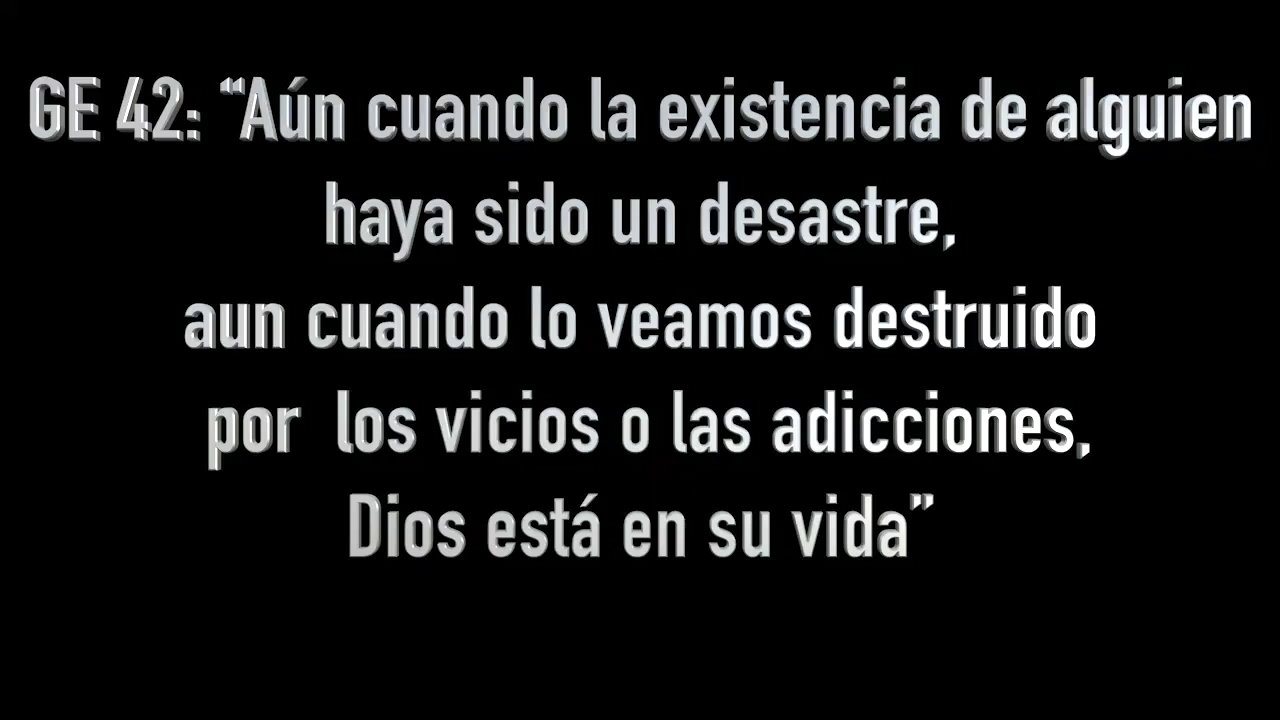 GE 42: “Aún cuando la existencia de alguien
haya sido un desastre,
aun cuando lo veamos destruido
por los vicios o las adicciones,
Dios está en su vida”